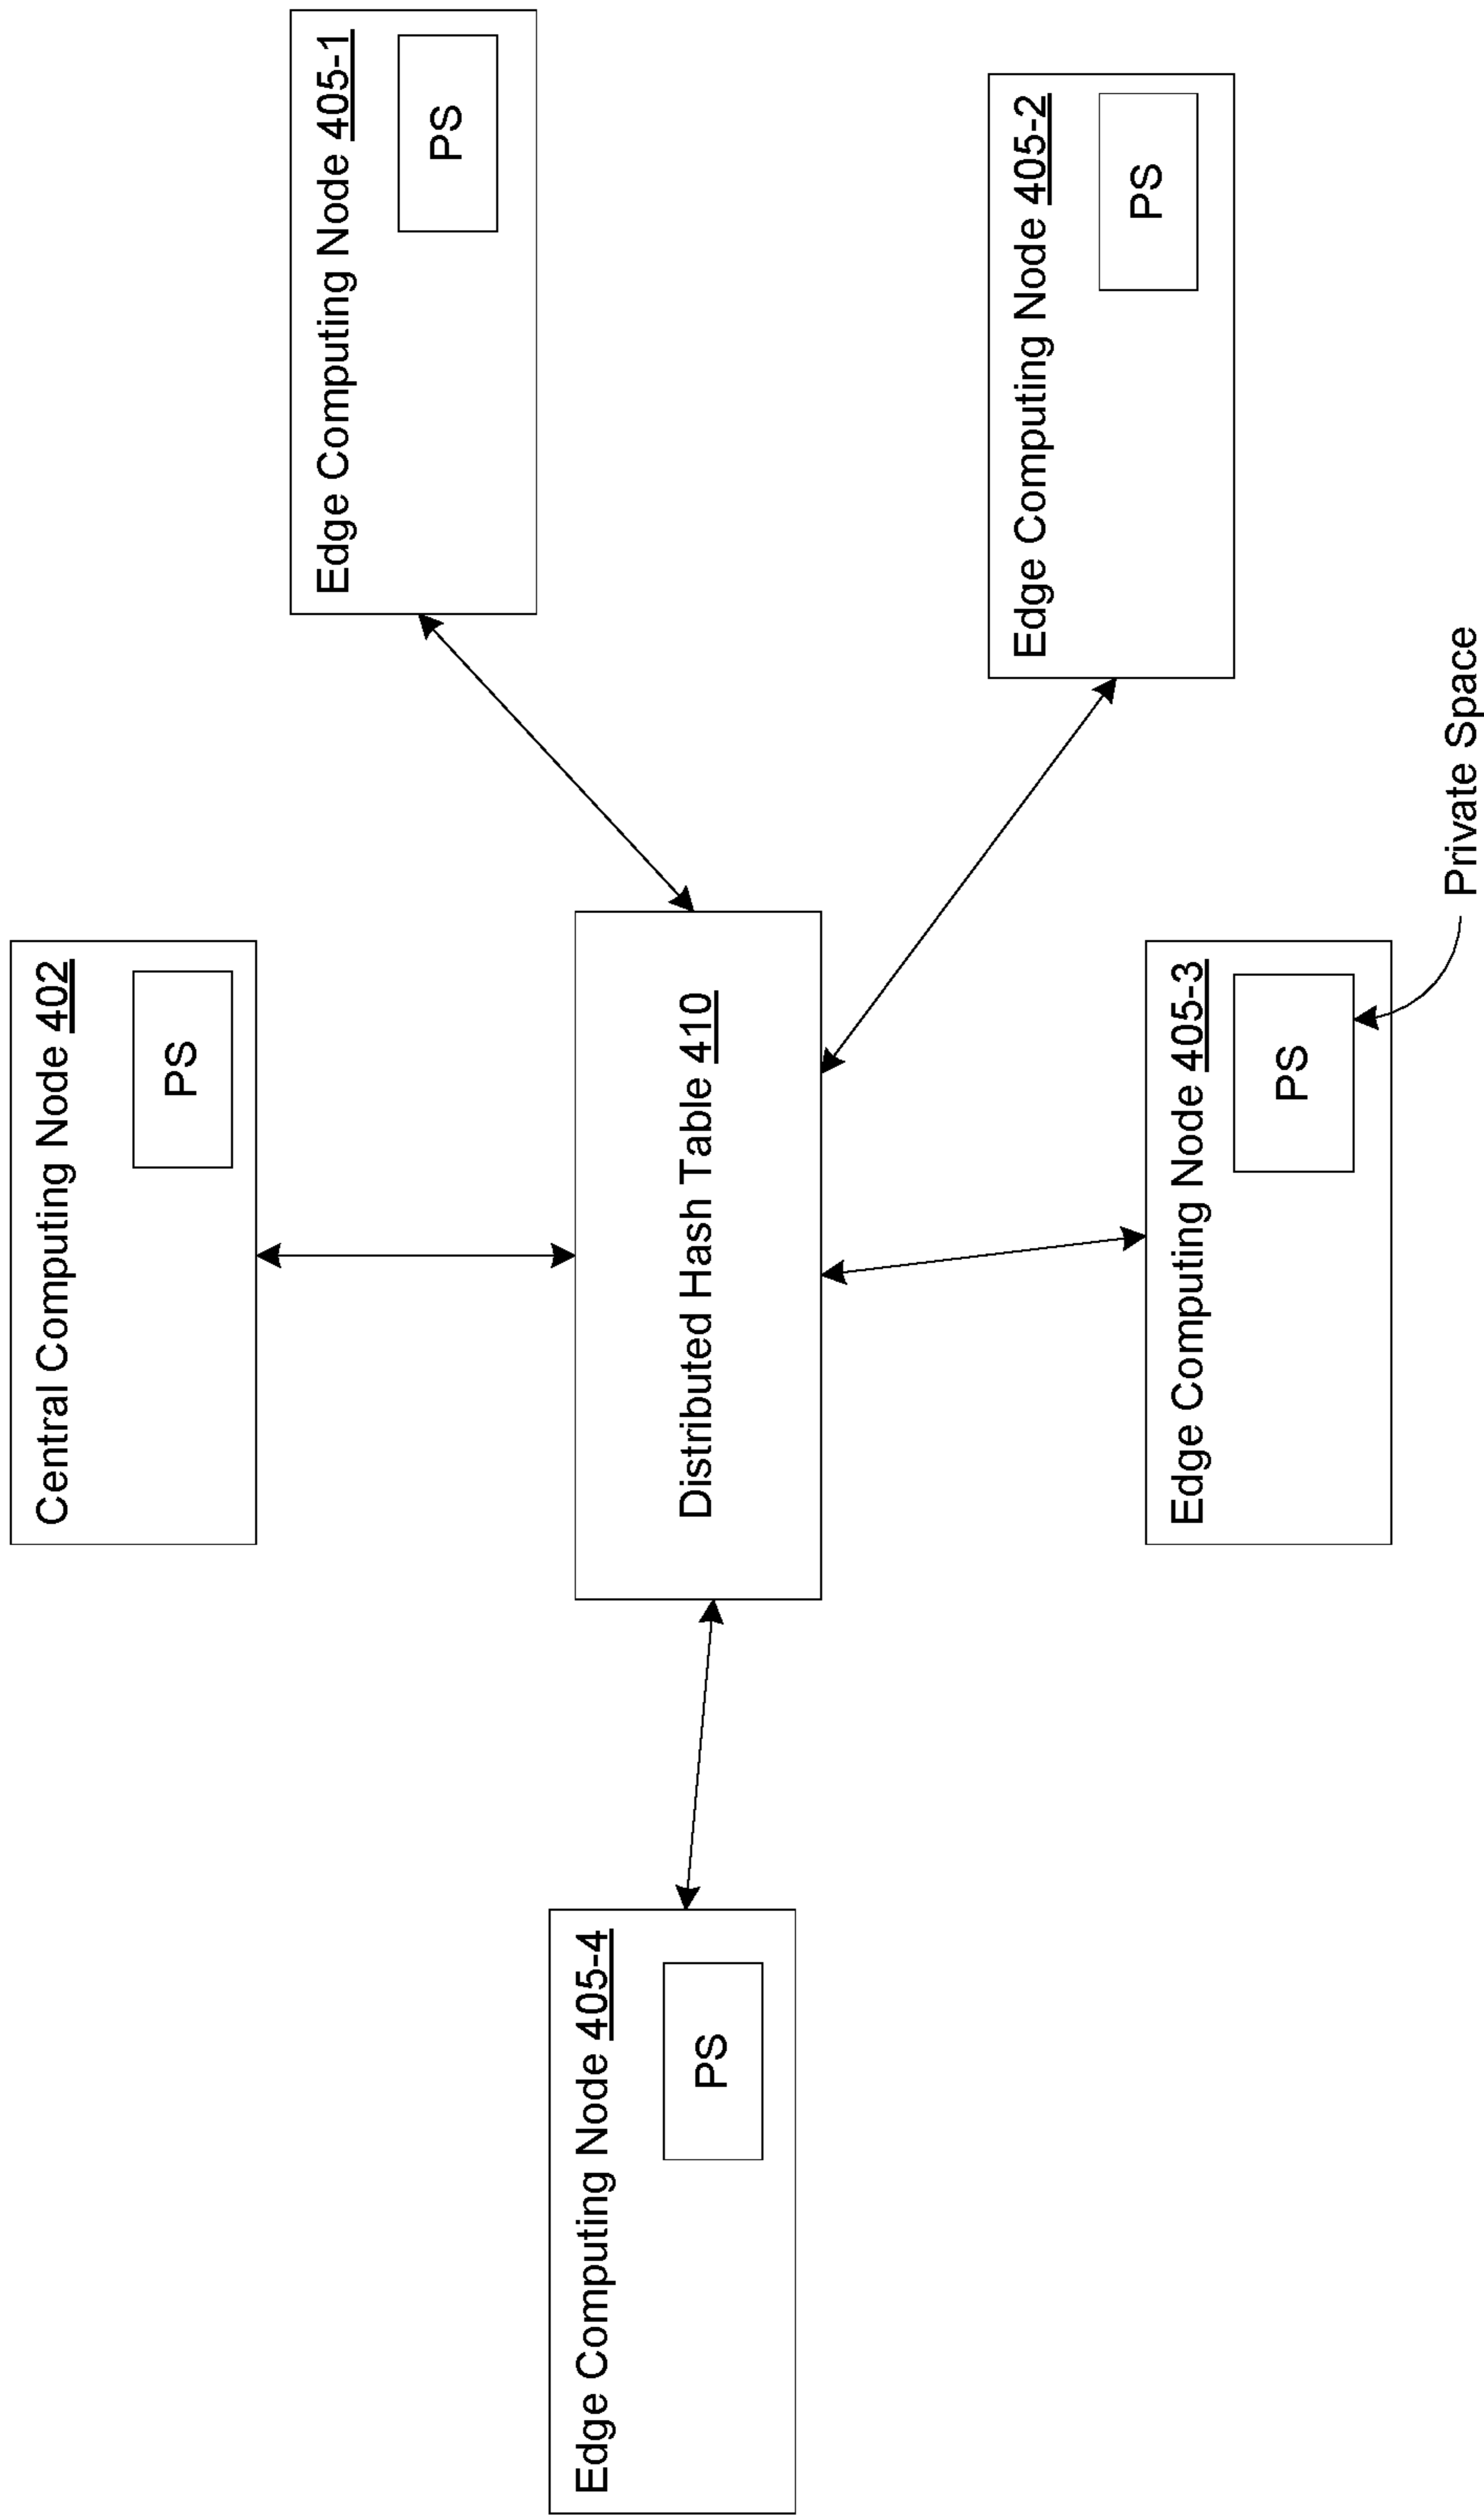 Central Computing Node 402
PS
Edge Computing Node 405-1
PS
Edge Computing Node 405-4
PS
Distributed Hash Table 410
Edge Computing Node 405-2
PS
Edge Computing Node 405-3
PS
Private Space